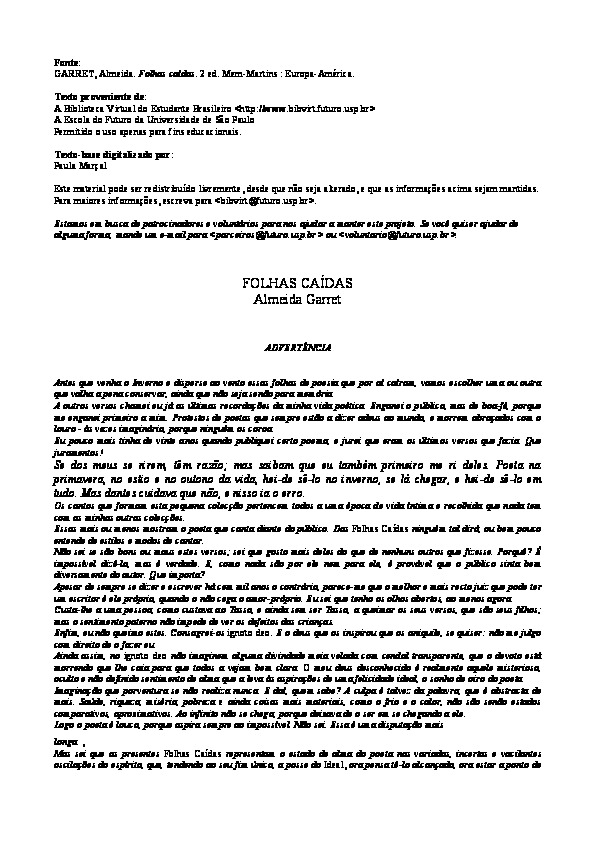 Fonte:
GARRET, Almeida. Folhas caídas. 2 ed. Mem-Martins : Europa-América.
Texto proveniente de:
A Biblioteca Virtual do Estudante Brasileiro <http://www.bibvirt.futuro.usp.br>
A Escola do Futuro da Universidade de São Paulo
Permitido o uso apenas para fins educacionais.
Texto-base digitalizado por:
Paula Marçal
Este material pode ser redistribuído livremente, desde que não seja alterado, e que as informações acima sejam mantidas.
Para maiores informações, escreva para <bibvirt@futuro.usp.br>.
Estamos em busca de patrocinadores e voluntários para nos ajudar a manter este projeto. Se você quiser ajudar de
alguma forma, mande um e-mail para <parceiros@futuro.usp.br> ou <voluntario@futuro.usp.br>
FOLHAS CAÍDAS
Almeida Garret
ADVERTÊNCIA
Antes que venha o Inverno e disperse ao vento essas folhas de poesia que por aí caíram, vamos escolher uma ou outra
que valha a pena conservar, ainda que não seja senão para memória.
A outros versos chamei eu já as últimas recordações da minha vida poética. Enganei o público, mas de boa-fé, porque
me enganei primeiro a mim. Protestos de poetas que sempre estão a dizer adeus ao mundo, e morrem abraçados com o
louro - às vezes imaginário, porque ninguém os coroa.
Eu pouco mais tinha de vinte anos quando publiquei certo poema, e jurei que eram os últimos versos que fazia. Que
juramentos!
Se dos meus se rirem, têm razão; mas saibam que eu também primeiro me ri deles. Poeta na
primavera, no estio e no outono da vida, hei-de sê-lo no inverno, se lá chegar, e hei-de sê-lo em
tudo. Mas dantes cuidava que não, e nisso ia o erro.
Os cantos que formam esta pequena colecção pertencem todos a uma época de vida íntima e recolhida que nada tem
com as minhas outras colecções.
Essas mais ou menos mostram o poeta que canta diante do público. Das Folhas Caídas ninguém tal dirá, ou bem pouco
entende de estilos e modos de cantar.
Não sei se são bons ou maus estes versos; sei que gosto mais deles do que de nenhuns outros que fizesse. Porquê? É
impossível dizê-lo, mas é verdade. E, como nada são por ele nem para ele, é provável que o público sinta bem
diversamente do autor. Que importa?
Apesar de sempre se dizer e escrever há cem mil anos o contrário, parece-me que o melhor e mais recto juiz que pode ter
um escritor é ele próprio, quando o não cega o amor-próprio. Eu sei que tenho os olhos abertos, ao menos agora.
Custa-lhe a uma pessoa, como custava ao Tasso, e ainda sem ser Tasso, a queimar os seus versos, que são seus filhos;
mas o sentimento paterno não impede de ver os defeitos das crianças.
Enfim, eu não queimo estes. Consagrei-os ignoto deo. E o deus que os inspirou que os aniquile, se quiser: não me julgo
com direito de o fazer eu.
Ainda assim, no ignoto deo não imaginem alguma divindade meia velada com cendal transparente, que o devoto está
morrendo que lhe caia para que todos a vejam bem clara. O meu deus desconhecido é realmente aquele misterioso,
oculto e não definido sentimento de alma que a leva às aspirações de uma felicidade ideal, o sonho de oiro do poeta.
Imaginação que porventura se não realiza nunca. E daí, quem sabe? A culpa é talvez da palavra, que é abstracta de
mais. Saúde, riqueza, miséria, pobreza e ainda coisas mais materiais, como o frio e o calor, não são senão estados
comparativos, aproximativos. Ao infinito não se chega, porque deixava de o ser em se chegando a ele.
Logo o poeta é louco, porque aspira sempre ao impossível. Não sei. Essa é uma disputação mais
longa. ,
Mas sei que as presentes Folhas Caídas representam o estado de alma do poeta nas variadas, incertas e vacilantes
oscilações do espírito, que, tendendo ao seu fim único, a posse do Ideal, ora pensa tê-lo alcançado, ora estar a ponto de